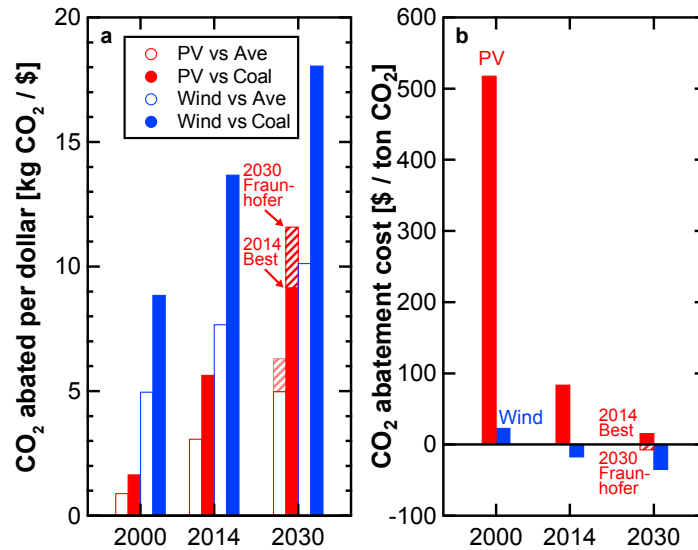 a
PV vs Ave
PV vs Coal
Wind vs Ave
Wind vs Coal
2030
Fraun-
hofer
2014
Best
CO₂ abated per dollar [kg CO₂ / $]
20
15
10
5
0
2000
2014
2030
b
PV
Wind
2014
Best
2030
Fraun-
hofer
CO₂ abatement cost [$ / ton CO₂]
600
500
400
300
200
100
0
-100
2000
2014
2030